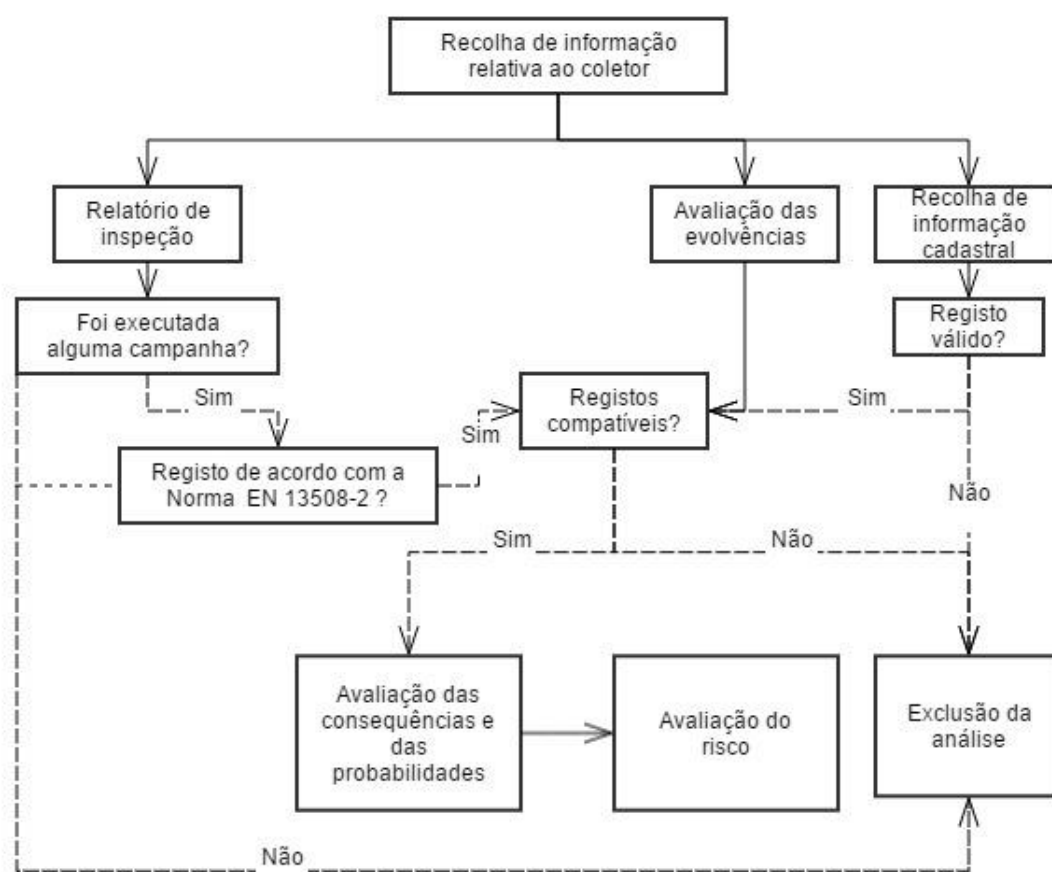 Recolha de informação
relativa ao coletor
Relatório de
inspeção
Avaliação das
evolvências
Recolha de
informação
cadastral
Foi executada
alguma campanha?
Registo
válido?
Sim
Registos
compatíveis?
Sim
Sim
Registo de acordo com a
Norma EN 13508-2 ?
Não
Sim
Não
Avaliação das
consequências e
das
probabilidades
Avaliação do
risco
Exclusão da
análise
Não